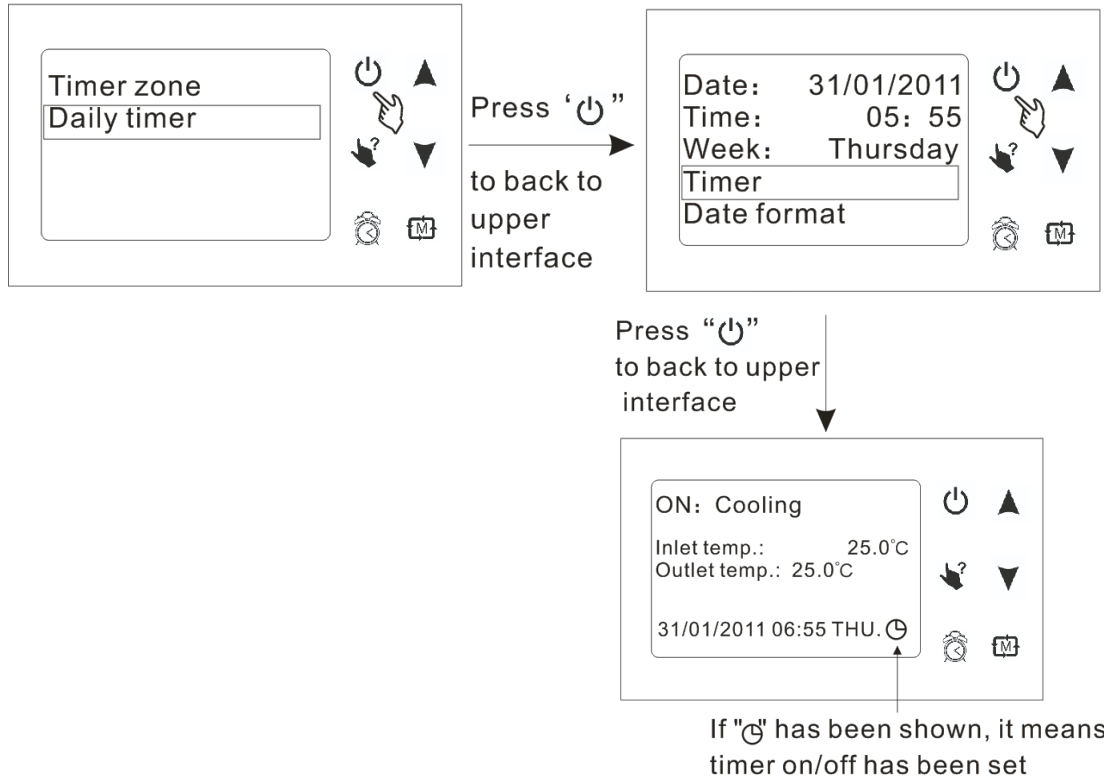 Timer zone
Daily timer
Press ‘⏻”
to back to
upper
interface
Date: 31/01/2011
Time: 05: 55
Week: Thursday
Timer
Date format
Press “⏻”
to back to upper
interface
ON: Cooling
Inlet temp.: 25.0°C
Outlet temp.: 25.0°C
31/01/2011 06:55 THU.
If "◷" has been shown, it means
timer on/off has been set
?
M
?
M
?
M